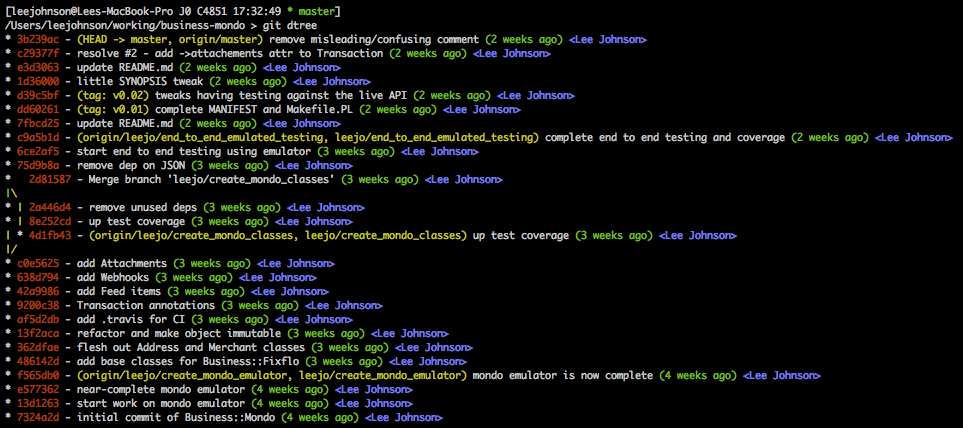 [leejohnson@Lees-MacBook-Pro J0 C4851 17:32:49 * master]
/Users/leejohnson/working/business-mondo > git dtree
* 3b239ac - (HEAD -> master, origin/master) remove misleading/confusing comment (2 weeks ago) <Lee Johnson>
* c29377f - resolve #2 - add ->attachements attr to Transaction (2 weeks ago) <Lee Johnson>
* e3d3063 - update README.md (2 weeks ago) <Lee Johnson>
* 1d36000 - little SYNOPSIS tweak (2 weeks ago) <Lee Johnson>
* d39c5bf - (tag: v0.02) tweaks having testing against the live API (2 weeks ago) <Lee Johnson>
* dd60261 - (tag: v0.01) complete MANIFEST and Makefile.PL (2 weeks ago) <Lee Johnson>
* 7fbcd25 - update README.md (2 weeks ago) <Lee Johnson>
* c9a5b1d - (origin/leejo/end_to_end_emulated_testing, leejo/end_to_end_emulated_testing) complete end to end testing and coverage (2 weeks ago) <Lee Johnson>
* 6ce2af5 - start end to end testing using emulator (3 weeks ago) <Lee Johnson>
* 75d9b8a - remove dep on JSON (3 weeks ago) <Lee Johnson>
*   2d81587 - Merge branch 'leejo/create_mondo_classes' (3 weeks ago) <Lee Johnson>
|\
* | 2a446d4 - remove unused deps (3 weeks ago) <Lee Johnson>
* | 8e252cd - up test coverage (3 weeks ago) <Lee Johnson>
| * 4d1fb43 - (origin/leejo/create_mondo_classes, leejo/create_mondo_classes) up test coverage (3 weeks ago) <Lee Johnson>
|/
* c0e5625 - add Attachments (3 weeks ago) <Lee Johnson>
* 638d794 - add Webhooks (3 weeks ago) <Lee Johnson>
* 42a9986 - add Feed items (3 weeks ago) <Lee Johnson>
* 9200c38 - Transaction annotations (3 weeks ago) <Lee Johnson>
* af5d2db - add .travis for CI (3 weeks ago) <Lee Johnson>
* 13f2aca - refactor and make object immutable (3 weeks ago) <Lee Johnson>
* 362dfae - flesh out Address and Merchant classes (3 weeks ago) <Lee Johnson>
* 486142d - add base classes for Business::Fixflo (3 weeks ago) <Lee Johnson>
* f565db0 - (origin/leejo/create_mondo_emulator, leejo/create_mondo_emulator) mondo emulator is now complete (4 weeks ago) <Lee Johnson>
* e577362 - near-complete mondo emulator (4 weeks ago) <Lee Johnson>
* 13d1263 - start work on mondo emulator (4 weeks ago) <Lee Johnson>
* 7324a2d - initial commit of Business::Mondo (4 weeks ago) <Lee Johnson>